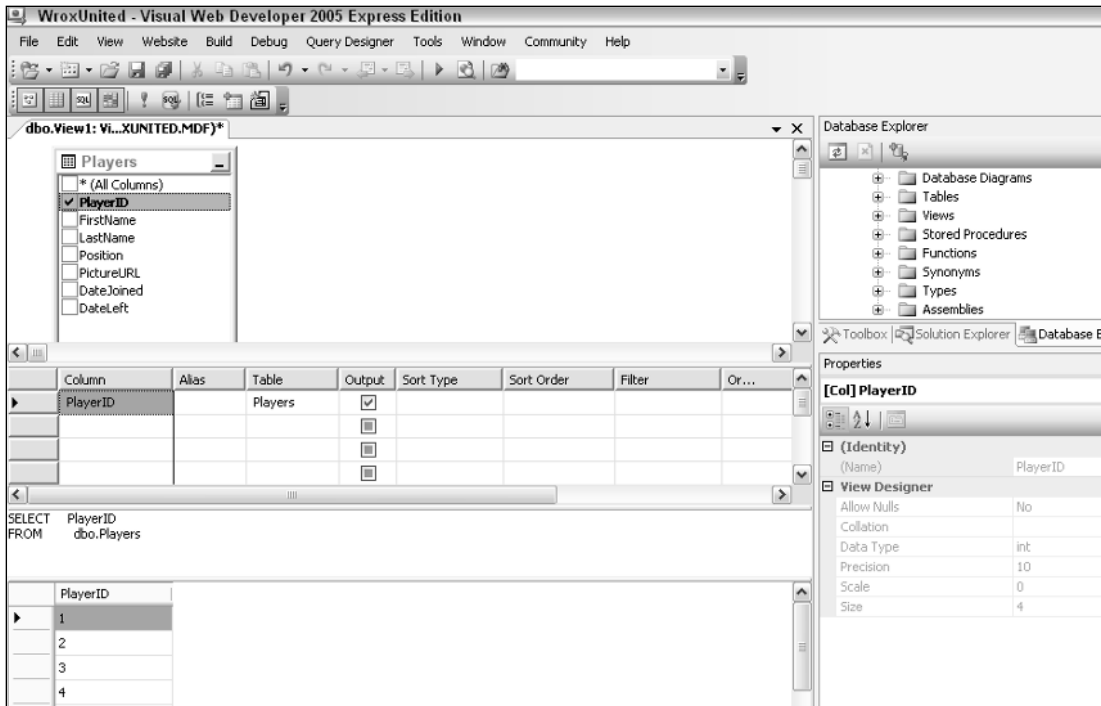 WroxUnited - Visual Web Developer 2005 Express Edition
File Edit View Website Build Debug Query Designer Tools Window Community Help
SQL
SQL
dbo.View1: Vi...XUNITED.MDF)*
Players
* (All Columns)
PlayerID
FirstName
LastName
Position
PictureURL
DateJoined
DateLeft
Column Alias Table Output Sort Type Sort Order Filter Or...
PlayerID Players
SELECT PlayerID
FROM dbo.Players
PlayerID
1
2
3
4
Database Explorer
Database Diagrams
Tables
Views
Stored Procedures
Functions
Synonyms
Types
Assemblies
Toolbox Solution Explorer Database E
Properties
[Col] PlayerID
(Identity)
(Name) PlayerID
View Designer
Allow Nulls No
Collation
Data Type int
Precision 10
Scale 0
Size 4